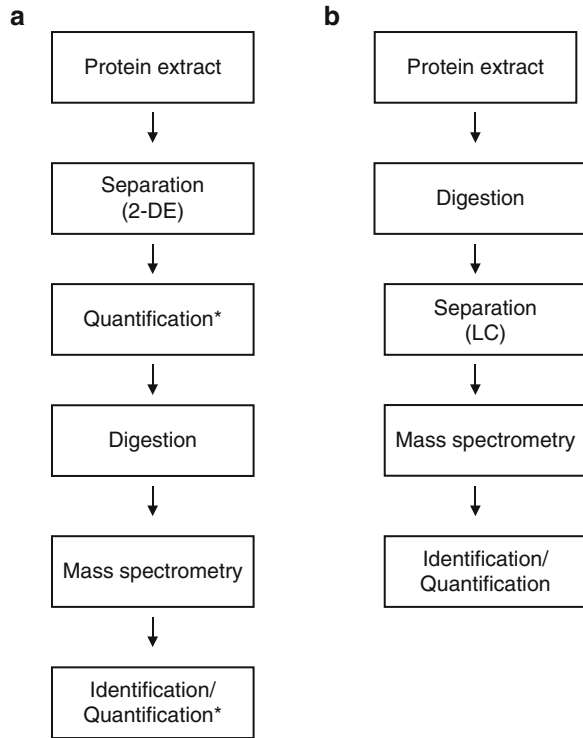 a
Protein extract
Separation
(2-DE)
Quantification*
Digestion
Mass spectrometry
Identification/
Quantification*
b
Protein extract
Digestion
Separation
(LC)
Mass spectrometry
Identification/
Quantification